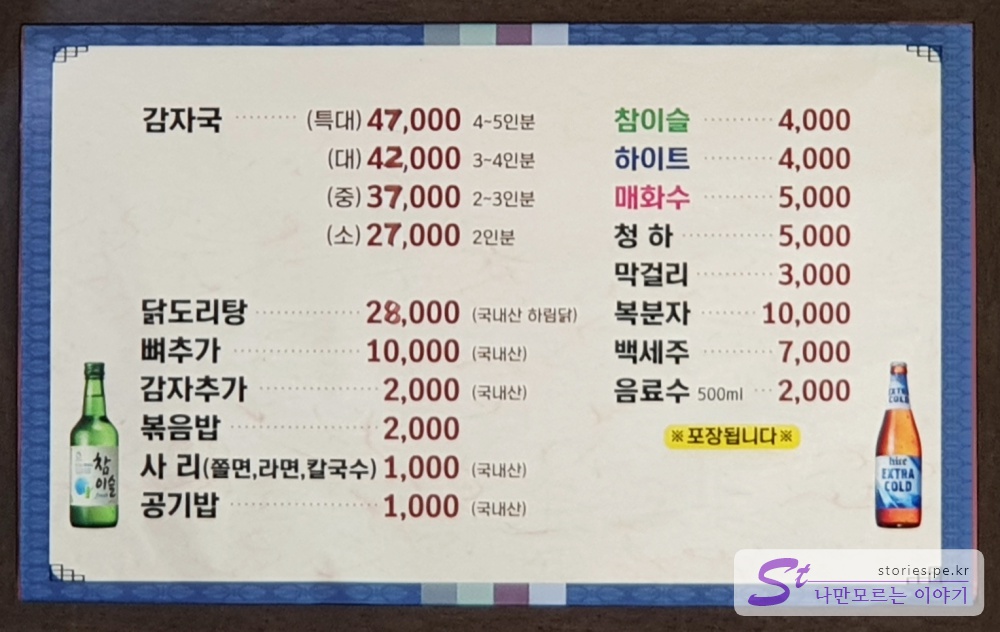 감자국 (특대) 47,000 4~5인분
(대) 42,000 3~4인분
(중) 37,000 2~3인분
(소) 27,000 2인분
닭도리탕 28,000 (국내산 하림닭)
뼈추가 10,000 (국내산)
감자추가 2,000 (국내산)
볶음밥 2,000
사 리(쫄면,라면,칼국수) 1,000 (국내산)
공기밥 1,000 (국내산)
참이슬 4,000
하이트 4,000
매화수 5,000
청 하 5,000
막걸리 3,000
복분자 10,000
백세주 7,000
음료수 500ml 2,000
※포장됩니다※
참
이슬
EXTRA
COLD
hite
EXTRA
COLD
St
stories.pe.kr
나만모르는 이야기